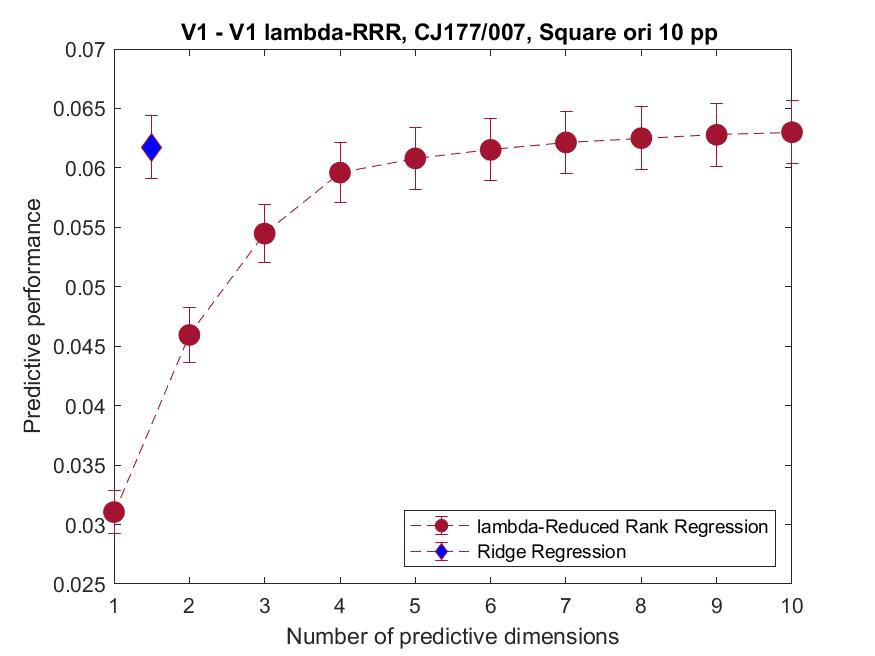 V1 - V1 lambda-RRR, CJ177/007, Square ori 10 pp
0.07
0.065
0.06
0.055
0.05
0.045
0.04
0.035
0.03
0.025
Predictive performance
lambda-Reduced Rank Regression
Ridge Regression
1 2 3 4 5 6 7 8 9 10
Number of predictive dimensions